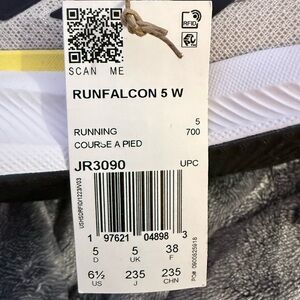 RFID
SCAN ME
RUNFALCON 5 W
5
RUNNING 700
COURSE A PIED
JR3090 UPC
1 97621 04898 3
5 5 38
D UK F
6½ 235 235
US J CHN